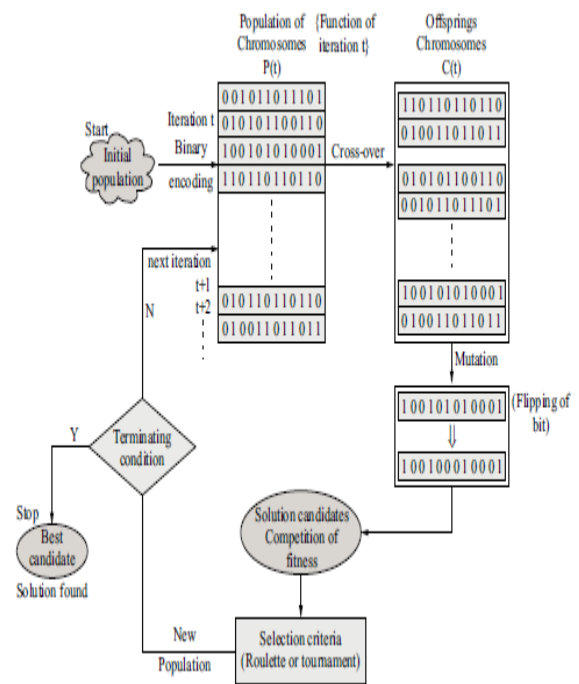 Population of
Chromosomes
P(t)
{Function of
iteration t}
Offsprings
Chromosomes
C(t)
Start
Initial
population
Iteration t
Binary
encoding
001011011101
010101100110
100101010001
110110110110
010110110110
010011011011
Cross-over
110110110110
010011011011
010101100110
001011011101
100101010001
010011011011
next iteration
t+1
t+2
N
Mutation
100101010001
⇓
100100010001
(Flipping of
bit)
Y
Terminating
condition
Stop
Best
candidate
Solution found
Solution candidates
Competition of
fitness
New
Population
Selection criteria
(Roulette or tournament)